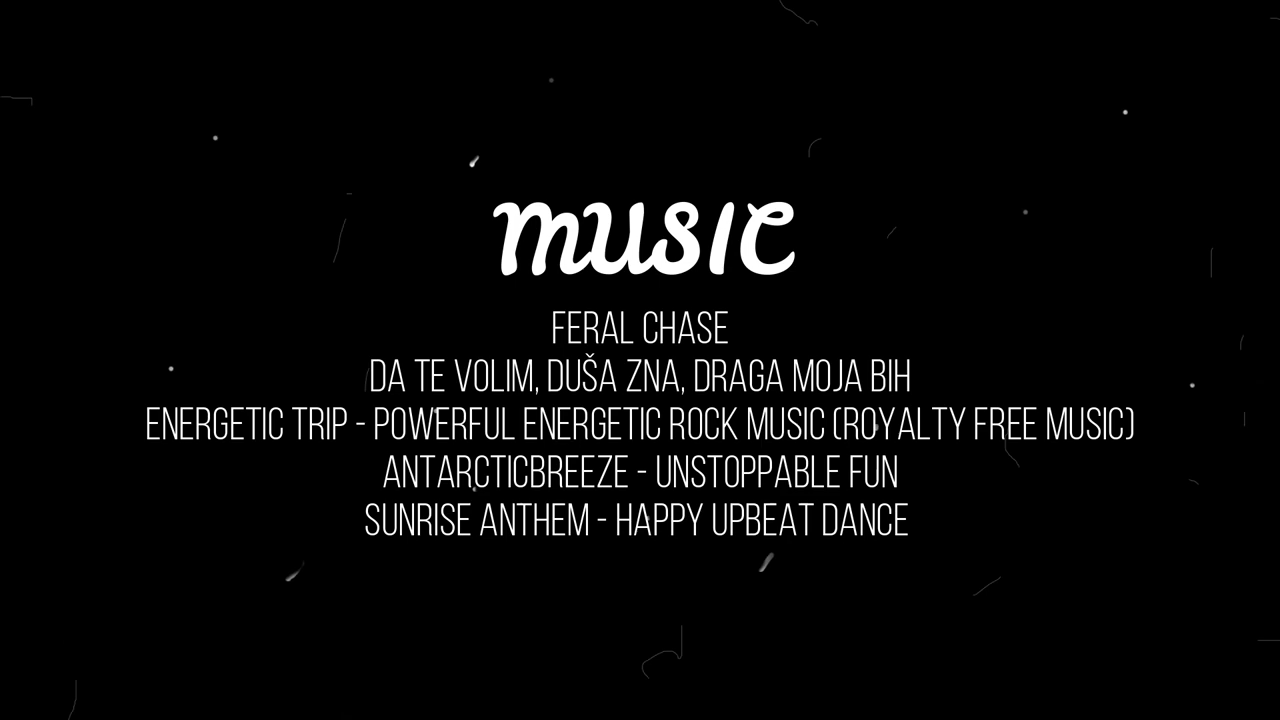 MUSIC
FERAL CHASE
DA TE VOLIM, DUŠA ZNA, DRAGA MOJA BIH
ENERGETIC TRIP - POWERFUL ENERGETIC ROCK MUSIC (ROYALTY FREE MUSIC)
ANTARCTICBREEZE - UNSTOPPABLE FUN
SUNRISE ANTHEM - HAPPY UPBEAT DANCE